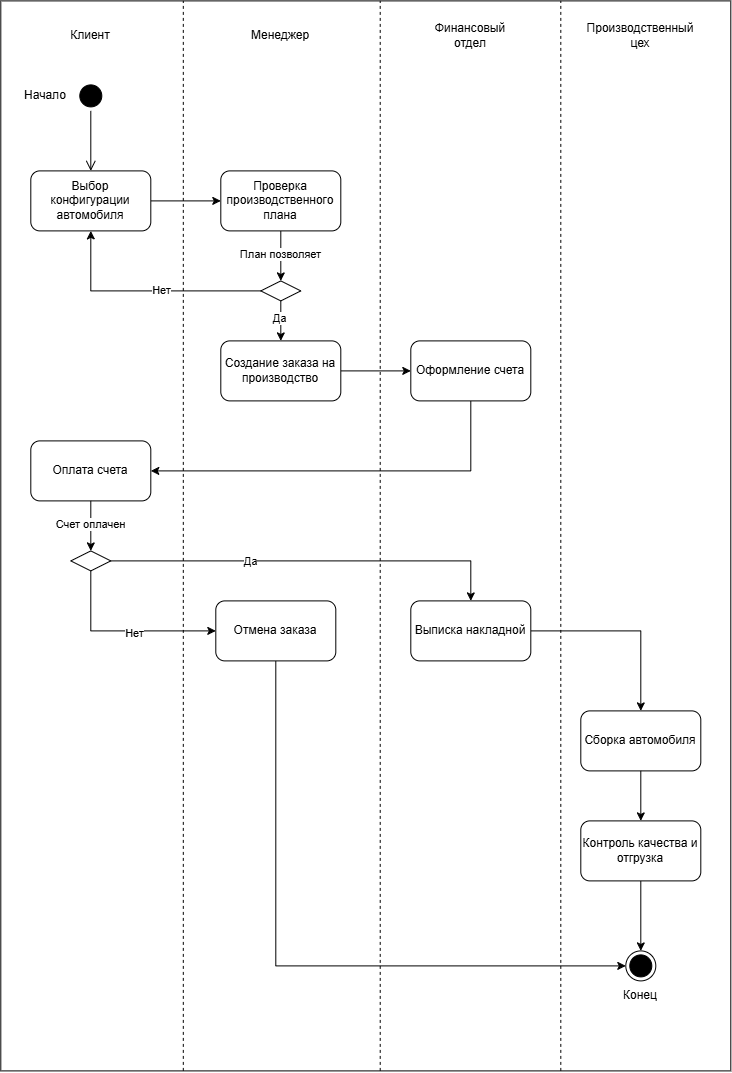 Клиент
Менеджер
Финансовый
отдел
Производственный
цех
Начало
Выбор
конфигурации
автомобиля
Проверка
производственного
плана
План позволяет
Нет
Да
Создание заказа на
производство
Оформление счета
Оплата счета
Счет оплачен
Да
Нет
Отмена заказа
Выписка накладной
Сборка автомобиля
Контроль качества и
отгрузка
Конец